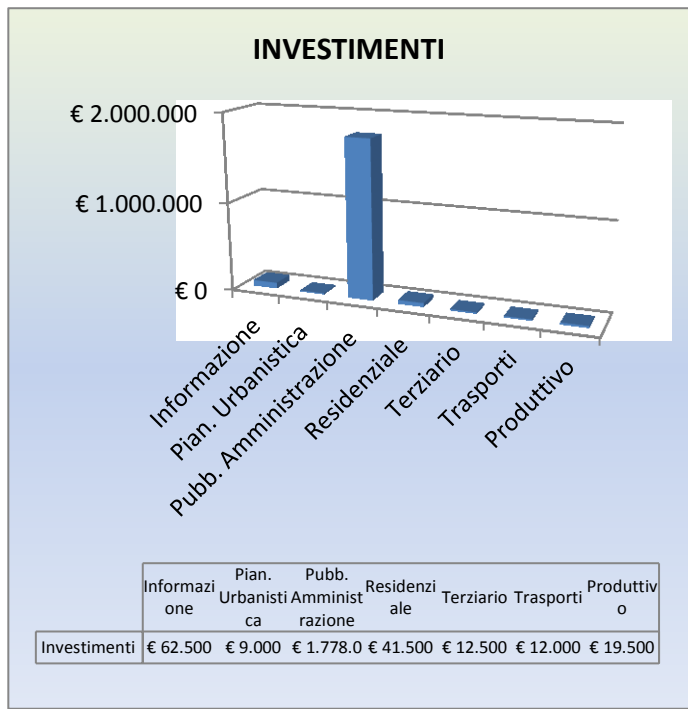 INVESTIMENTI
€ 2.000.000
€ 1.000.000
€ 0
Informazione
Pian. Urbanistica
Pubb. Amministrazione
Residenziale
Terziario
Trasporti
Produttivo
Informazi
one
Pian.
Urbanisti
ca
Pubb.
Amminist
razione
Residenzi
ale
Terziario
Trasporti
Produttiv
o
Investimenti € 62.500 € 9.000 € 1.778.0 € 41.500 € 12.500 € 12.000 € 19.500